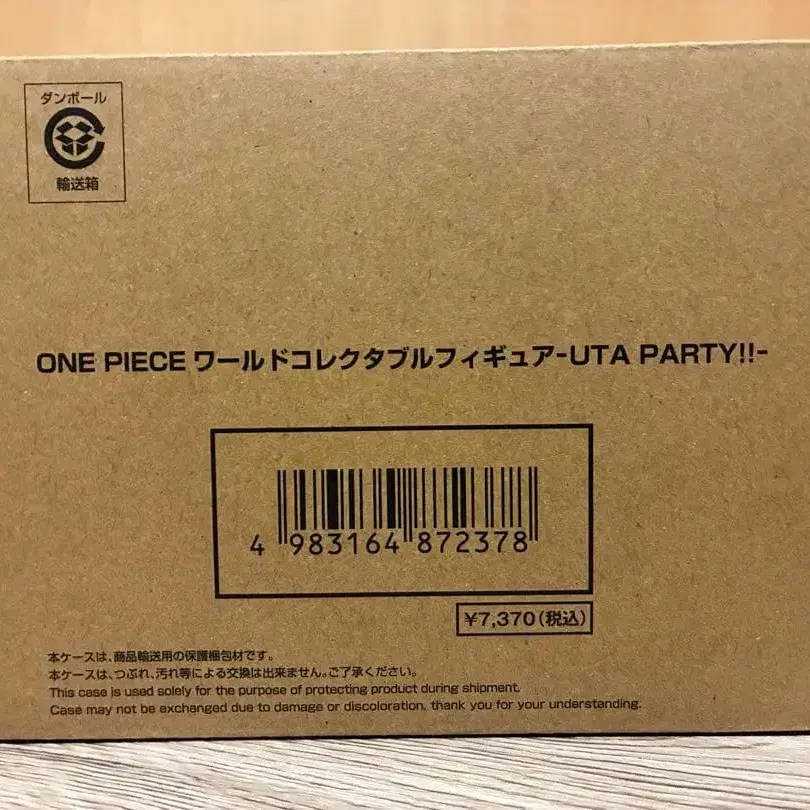 ダンボール
輸送箱
ONE PIECE ワールドコレクタブルフィギュア-UTA PARTY!!-
4 983164 872378
¥7,370(税込)
本ケースは、商品輸送用の保護梱包材です。
本ケースは、つぶれ、汚れ等による交換は出来ません。ご了承ください。
This case is used solely for the purpose of protecting product during shipment.
Case may not be exchanged due to damage or discoloration, thank you for your understanding.